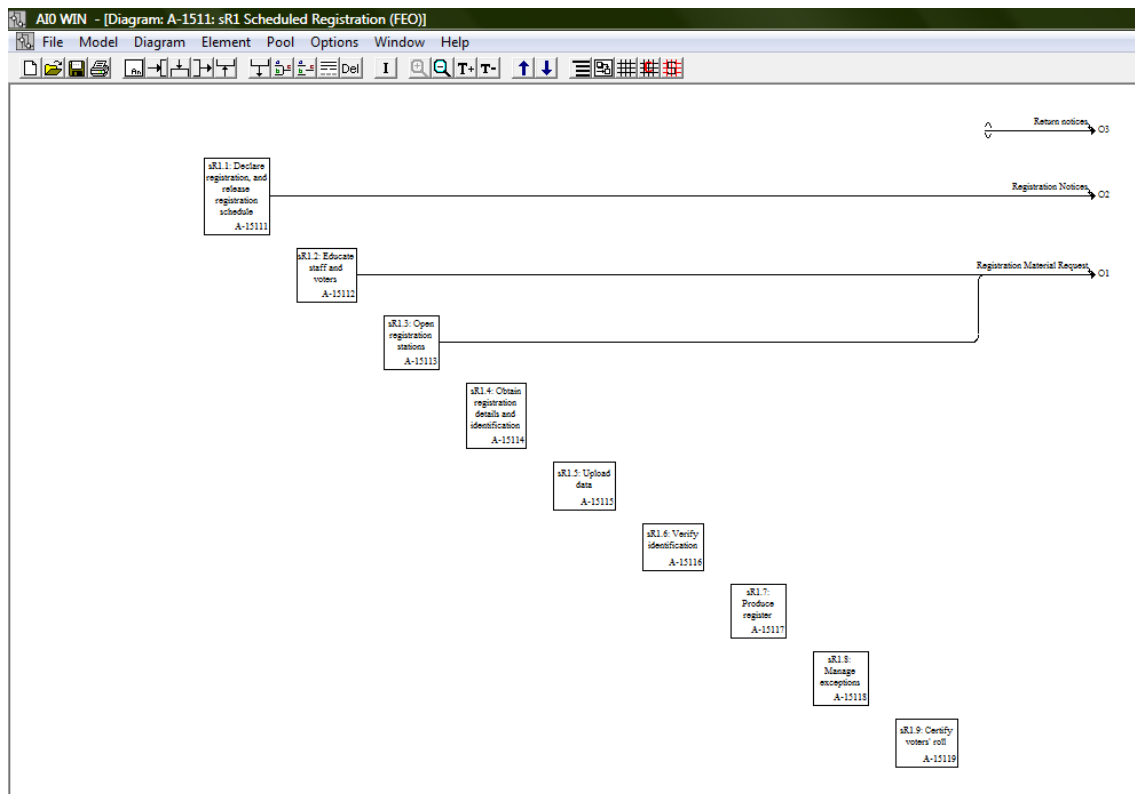 AI0 WIN - [Diagram: A-1511: sR1 Scheduled Registration (FEO)]
File Model Diagram Element Pool Options Window Help
An
a
b
a
b
Del
I
T+ T-
Return notices
O3
sR1.1: Declare
registration, and
release
registration
schedule
A-15111
Registration Notices
O2
sR1.2: Educate
staff and
voters
A-15112
Registration Material Request
O1
sR1.3: Open
registration
stations
A-15113
sR1.4: Obtain
registration
details and
identification
A-15114
sR1.5: Upload
data
A-15115
sR1.6: Verify
identification
A-15116
sR1.7:
Produce
register
A-15117
sR1.8:
Manage
exceptions
A-15118
sR1.9: Certify
voters' roll
A-15119